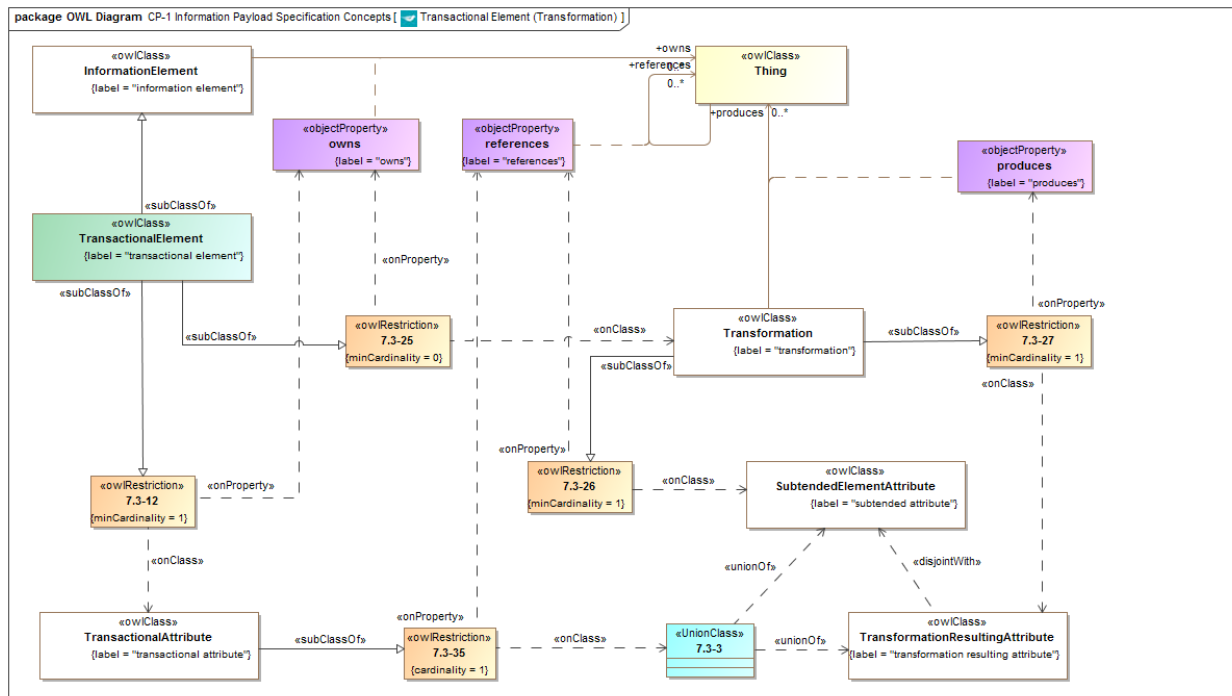 package OWL Diagram CP-1 Information Payload Specification Concepts [ Transactional Element (Transformation) ]
«owlClass»
InformationElement
{label = "information element"}
+owns
0..*
+references
0..*
«owlClass»
Thing
+produces 0..*
«objectProperty»
owns
{label = "owns"}
«objectProperty»
references
{label = "references"}
«objectProperty»
produces
{label = "produces"}
«subClassOf»
«owlClass»
TransactionalElement
{label = "transactional element"}
«onProperty»
«subClassOf»
«subClassOf»
«owlRestriction»
7.3-25
{minCardinality = 0}
«onClass»
«owlClass»
Transformation
{label = "transformation"}
«subClassOf»
«onProperty»
«owlRestriction»
7.3-27
{minCardinality = 1}
«subClassOf»
«onClass»
«onProperty»
«owlRestriction»
7.3-12
{minCardinality = 1}
«onProperty»
«owlRestriction»
7.3-26
{minCardinality = 1}
«onClass»
«owlClass»
SubtendedElementAttribute
{label = "subtended attribute"}
«onClass»
«unionOf»
«disjointWith»
«owlClass»
TransactionalAttribute
{label = "transactional attribute"}
«subClassOf»
«onProperty»
«owlRestriction»
7.3-35
{cardinality = 1}
«onClass»
«UnionClass»
7.3-3
«unionOf»
«owlClass»
TransformationResultingAttribute
{label = "transformation resulting attribute"}